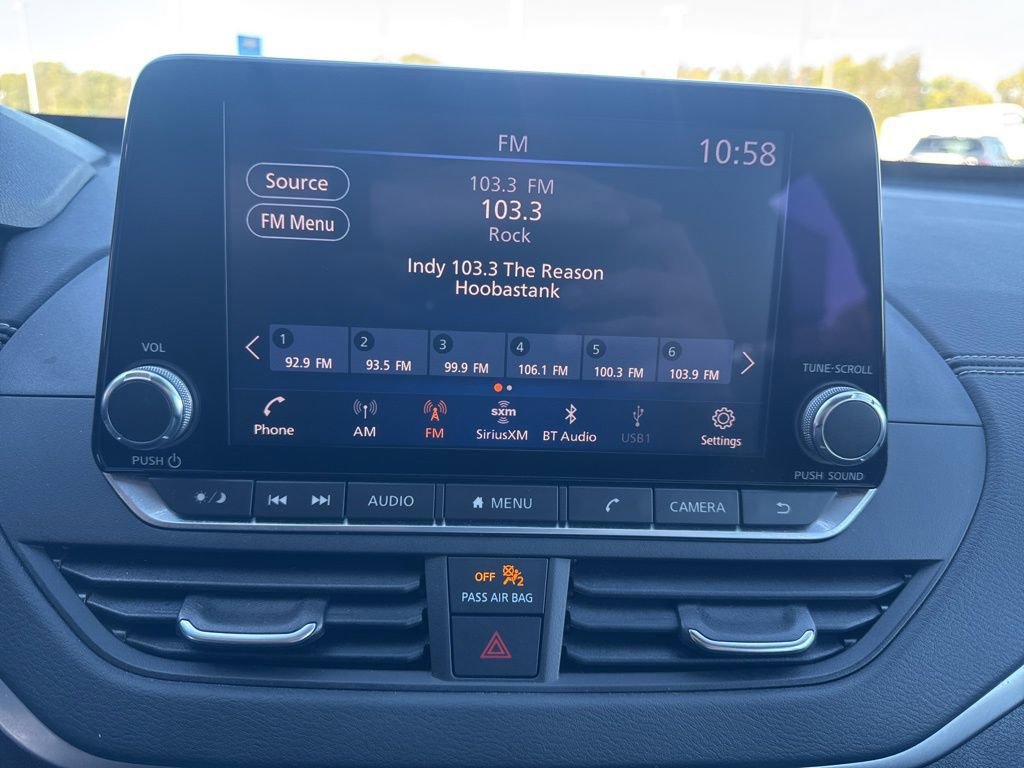 FM
10:58
Source
FM Menu
103.3 FM
103.3
Rock
Indy 103.3 The Reason
Hoobastank
1 92.9 FM
2 93.5 FM
3 99.9 FM
4 106.1 FM
5 100.3 FM
6 103.9 FM
Phone
AM
FM
sxm
SiriusXM
BT Audio
USB1
Settings
VOL
PUSH
TUNE·SCROLL
PUSH SOUND
AUDIO
MENU
CAMERA
OFF 2
PASS AIR BAG